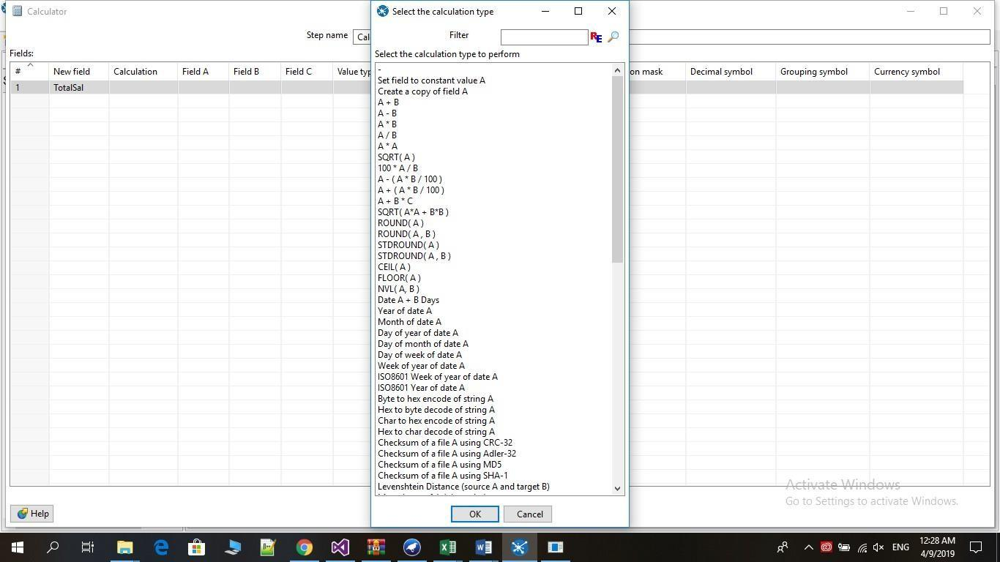 Calculator
Select the calculation type
Step name
Cal
Filter
RE
Fields:
Select the calculation type to perform
# New field Calculation Field A Field B Field C Value typ on mask Decimal symbol Grouping symbol Currency symbol
1 TotalSal
-
Set field to constant value A
Create a copy of field A
A + B
A - B
A * B
A / B
A * A
SQRT( A )
100 * A / B
A - ( A * B / 100 )
A + ( A * B / 100 )
A + B * C
SQRT( A*A + B*B )
ROUND( A )
ROUND( A , B )
STDROUND( A )
STDROUND( A , B )
CEIL( A )
FLOOR( A )
NVL( A, B )
Date A + B Days
Year of date A
Month of date A
Day of year of date A
Day of month of date A
Day of week of date A
Week of year of date A
ISO8601 Week of year of date A
ISO8601 Year of date A
Byte to hex encode of string A
Hex to byte decode of string A
Char to hex encode of string A
Hex to char decode of string A
Checksum of a file A using CRC-32
Checksum of a file A using Adler-32
Checksum of a file A using MD5
Checksum of a file A using SHA-1
Levenshtein Distance (source A and target B)
Activate Windows
Go to Settings to activate Windows.
Help
OK
Cancel
ENG
12:28 AM
4/9/2019